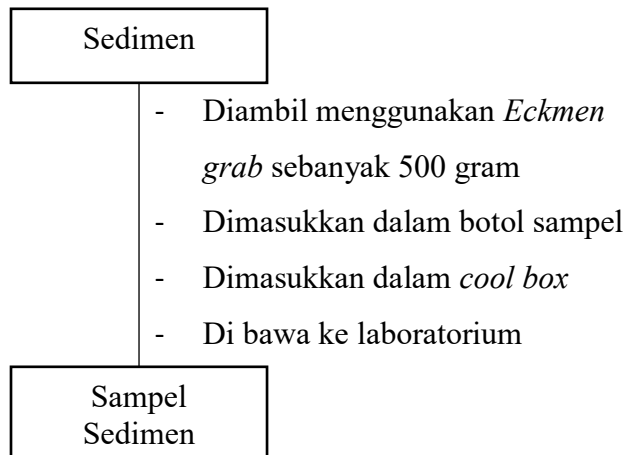 Sedimen
- Diambil menggunakan Eckmen
grab sebanyak 500 gram
- Dimasukkan dalam botol sampel
- Dimasukkan dalam cool box
- Di bawa ke laboratorium
Sampel
Sedimen